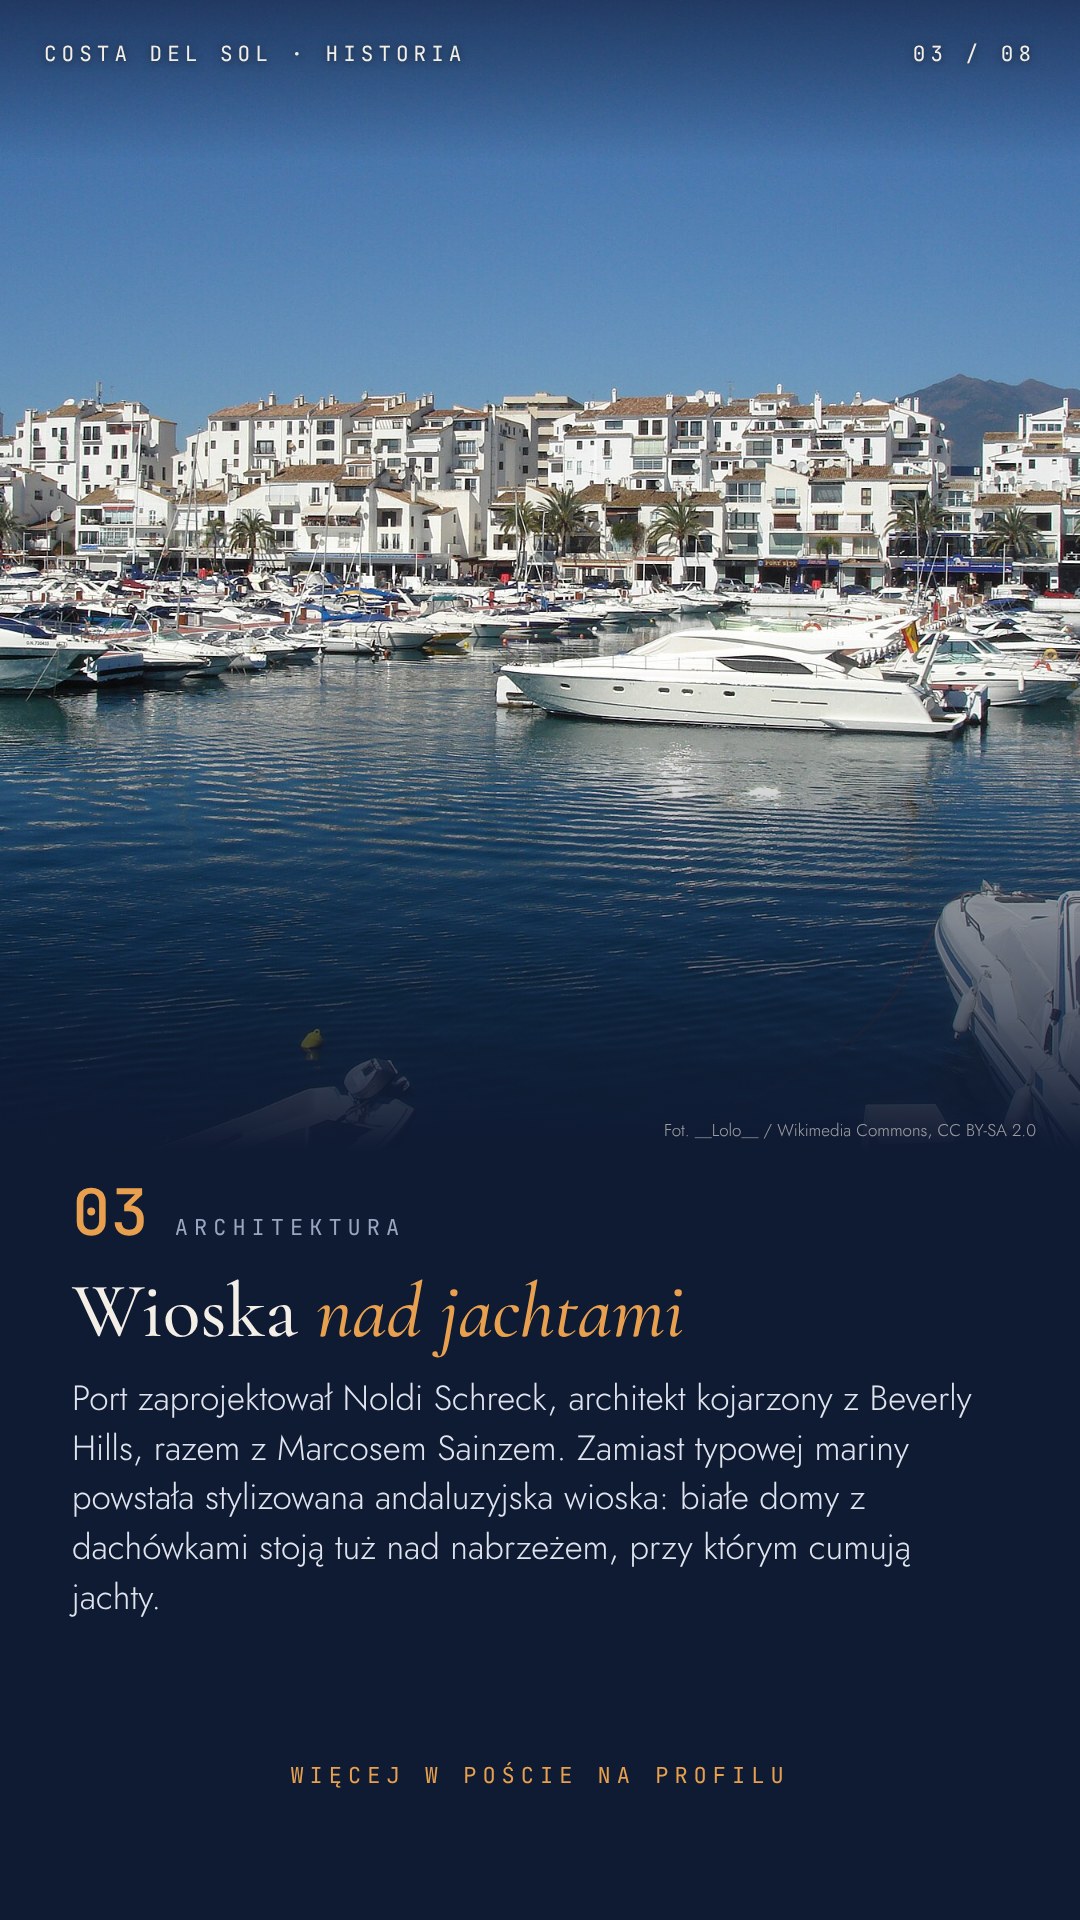 COSTA DEL SOL · HISTORIA
03 / 08
Fot. __Lolo__ / Wikimedia Commons, CC BY-SA 2.0
03 ARCHITEKTURA
Wioska nad jachtami
Port zaprojektował Noldi Schreck, architekt kojarzony z Beverly
Hills, razem z Marcosem Sainzem. Zamiast typowej mariny
powstała stylizowana andaluzyjska wioska: białe domy z
dachówkami stoją tuż nad nabrzeżem, przy którym cumują
jachty.
WIĘCEJ W POŚCIE NA PROFILU